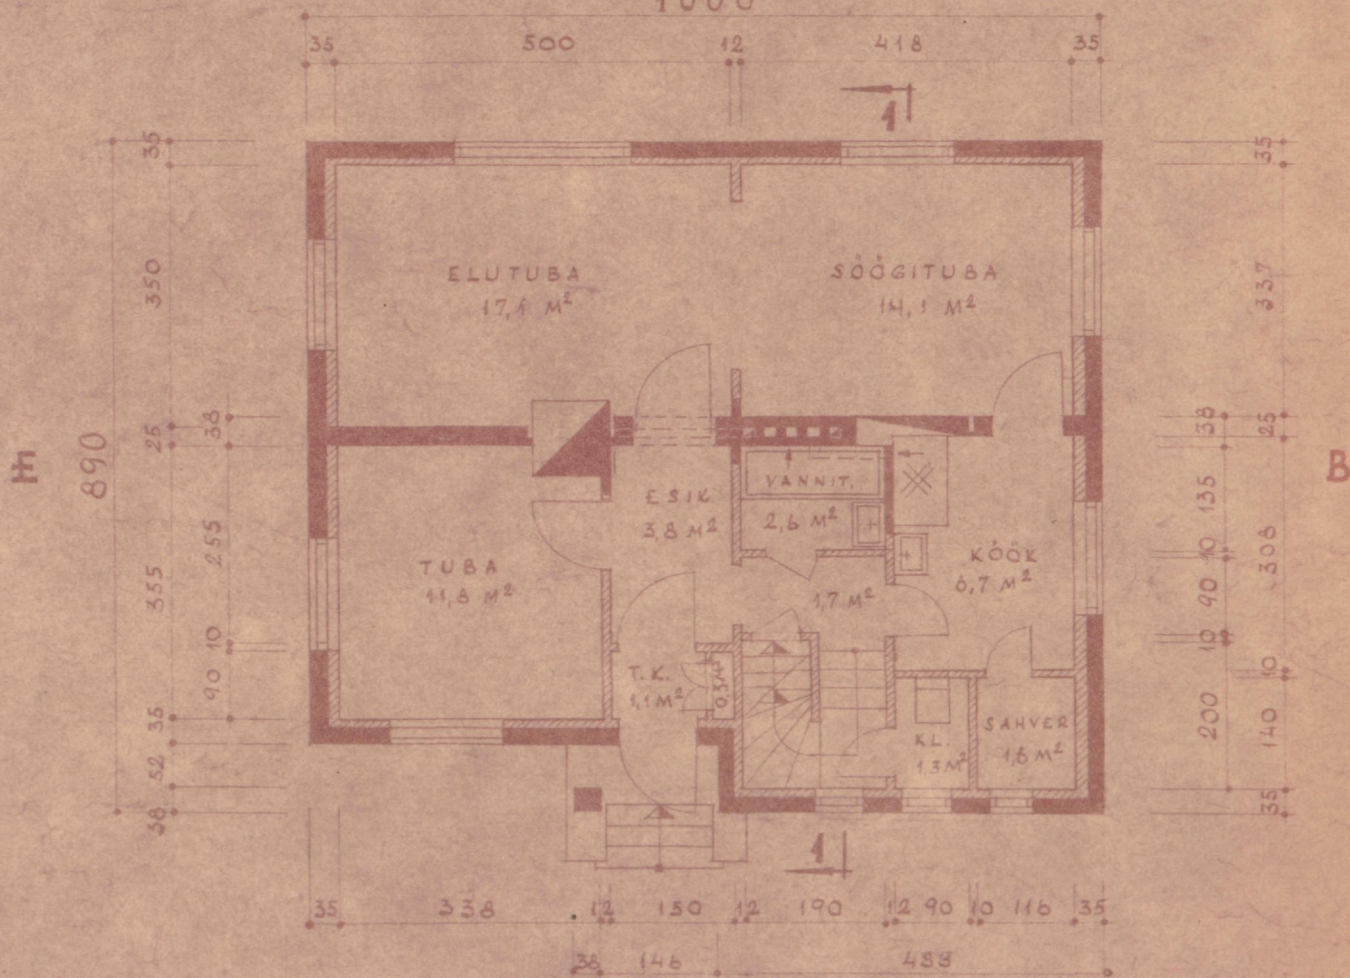 1000
35 500 12 418 35
1
35 350 25 355 35 52 38
38 255 10 90
890
ELUTUBA
17,1 M²
SÖÖGITUBA
14,1 M²
TUBA
11,8 M²
ESIK
3,8 M²
VANNIT.
2,6 M²
KÖÖK
6,7 M²
1,7 M²
T.K.
1,1 M²
0,3 M²
KL.
1,3 M²
SAHVER
1,6 M²
35 337 25 308 10 140 35
38 135 10 90 10 200
B
1
35 338 12 150 12 190 12 90 10 116 35
38 146 488